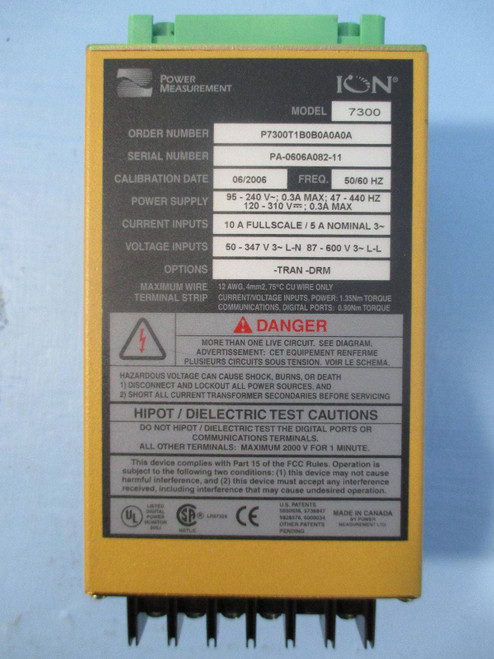 POWER MEASUREMENT
ION®
MODEL 7300
ORDER NUMBER P7300T1B0B0A0A0A
SERIAL NUMBER PA-0606A082-11
CALIBRATION DATE 06/2006 FREQ. 50/60 HZ
POWER SUPPLY 95 - 240 V~; 0.3A MAX; 47 - 440 HZ
120 - 310 V⎓; 0.3A MAX
CURRENT INPUTS 10 A FULLSCALE / 5 A NOMINAL 3~
VOLTAGE INPUTS 50 - 347 V 3~ L-N 87 - 600 V 3~ L-L
OPTIONS -TRAN -DRM
MAXIMUM WIRE 12 AWG, 4mm2, 75°C CU WIRE ONLY
TERMINAL STRIP CURRENT/VOLTAGE INPUTS, POWER: 1.35Nm TORQUE
COMMUNICATIONS, DIGITAL PORTS: 0.90Nm TORQUE
DANGER
MORE THAN ONE LIVE CIRCUIT. SEE DIAGRAM.
ADVERTISSEMENT: CET EQUIPEMENT RENFERME
PLUSIEURS CIRCUITS SOUS TENSION. VOIR LE SCHEMA.
HAZARDOUS VOLTAGE CAN CAUSE SHOCK, BURNS, OR DEATH
1) DISCONNECT AND LOCKOUT ALL POWER SOURCES, AND
2) SHORT ALL CURRENT TRANSFORMER SECONDARIES BEFORE SERVICING
HIPOT / DIELECTRIC TEST CAUTIONS
DO NOT HIPOT / DIELECTRIC TEST THE DIGITAL PORTS OR
COMMUNICATIONS TERMINALS.
ALL OTHER TERMINALS: MAXIMUM 2000 V FOR 1 MINUTE.
This device complies with Part 15 of the FCC Rules. Operation is
subject to the following two conditions: (1) this device may not cause
harmful interference, and (2) this device must accept any interference
received, including interference that may cause undesired operation.
UL
LISTED
DIGITAL
POWER
SA
CE
U.S. PATENTS
OTHER PATENTS
PENDING
MADE IN CANADA
BY POWER
MEASUREMENT LTD.